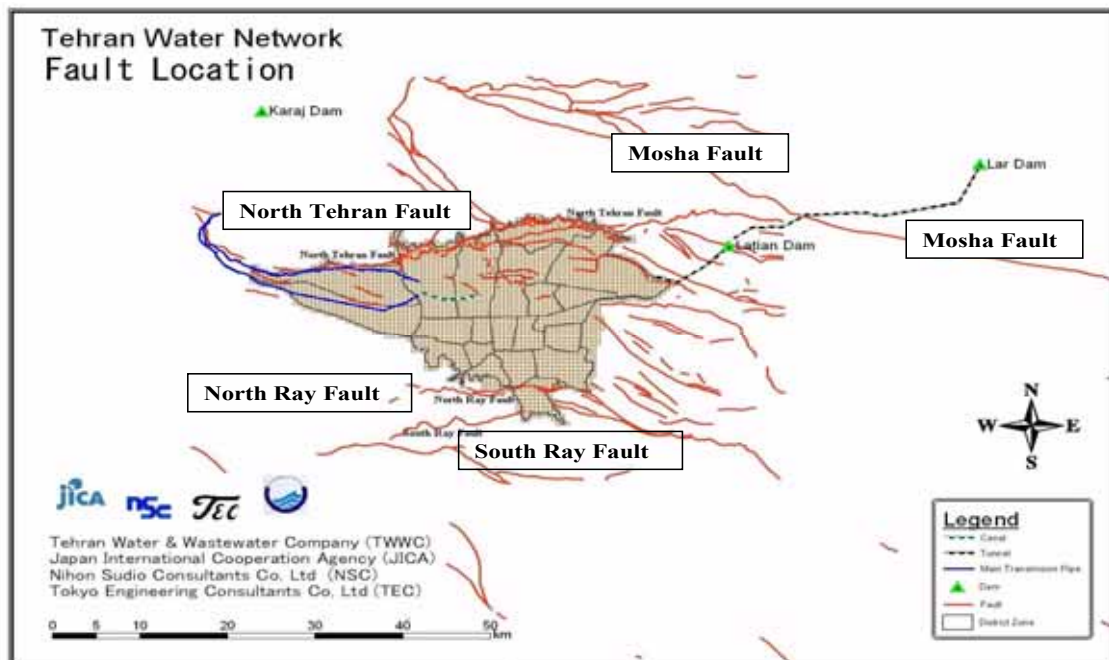 Tehran Water Network
Fault Location
Karaj Dam
Mosha Fault
Lar Dam
North Tehran Fault
North Tehran Fault
Mosha Fault
Latian Dam
North Tehran Fault
North Ray Fault
North Ray Fault
South Ray Fault
South Ray Fault
N
W
E
S
JICA
nsc
TEC
Tehran Water & Wastewater Company (TWWC)
Japan International Cooperation Agency (JICA)
Nihon Sudio Consultants Co, Ltd (NSC)
Tokyo Engineering Consultants Co, Ltd (TEC)
0 5 10 20 30 40 50
km
Legend
Canal
Tunnel
Main Transmission Pipe
Dam
Fault
District Zone